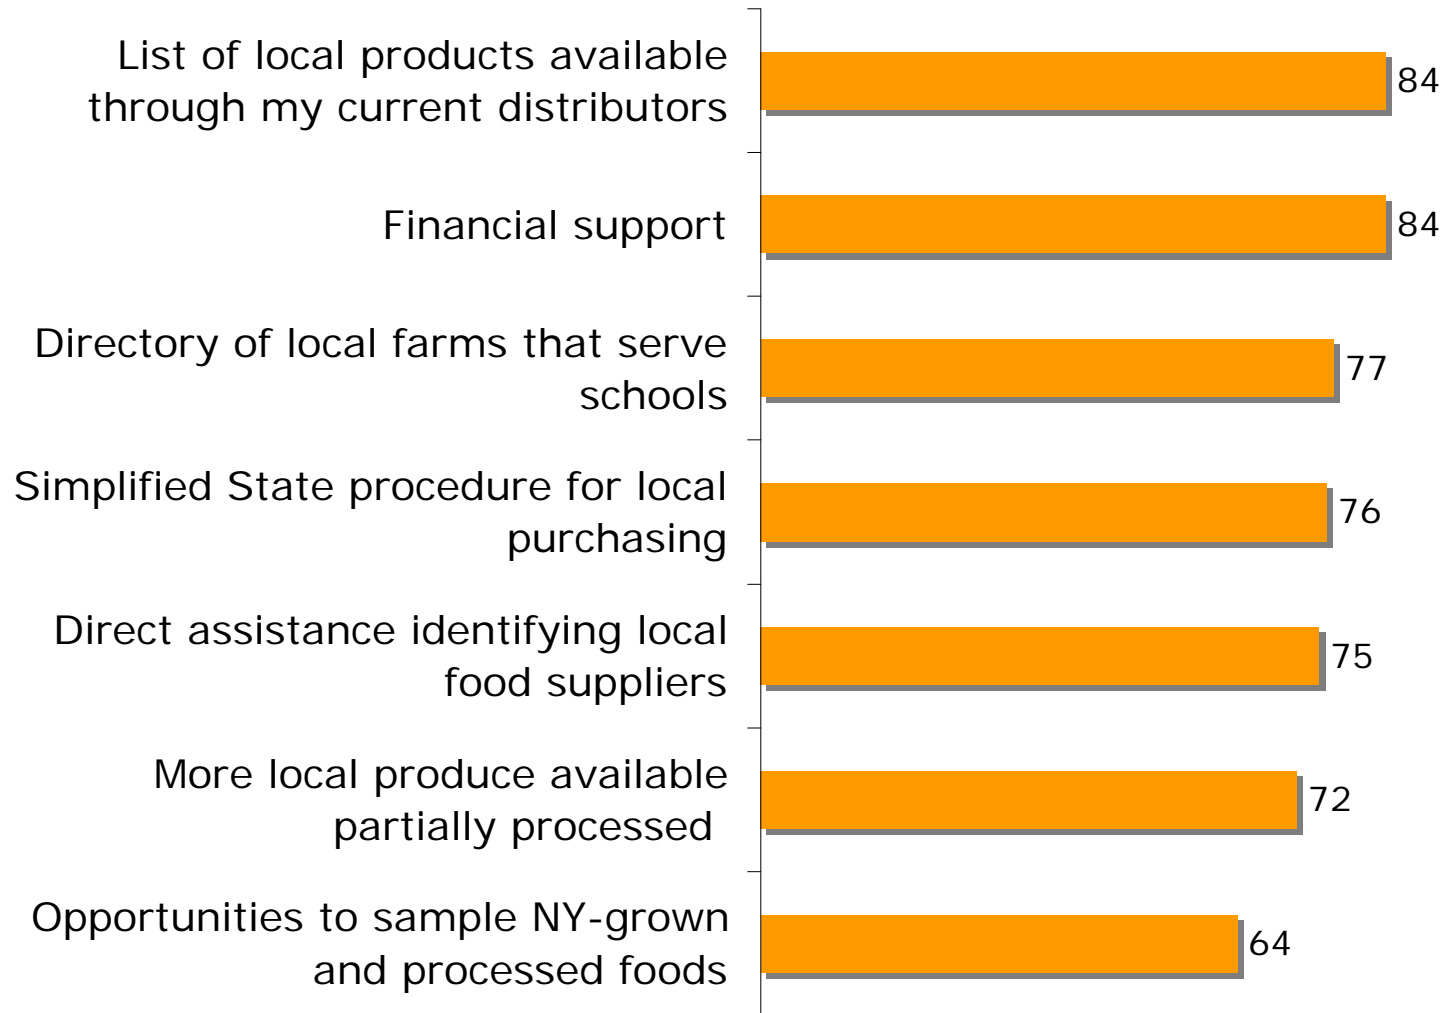 List of local products available
through my current distributors
84
Financial support
84
Directory of local farms that serve
schools
77
Simplified State procedure for local
purchasing
76
Direct assistance identifying local
food suppliers
75
More local produce available
partially processed
72
Opportunities to sample NY-grown
and processed foods
64